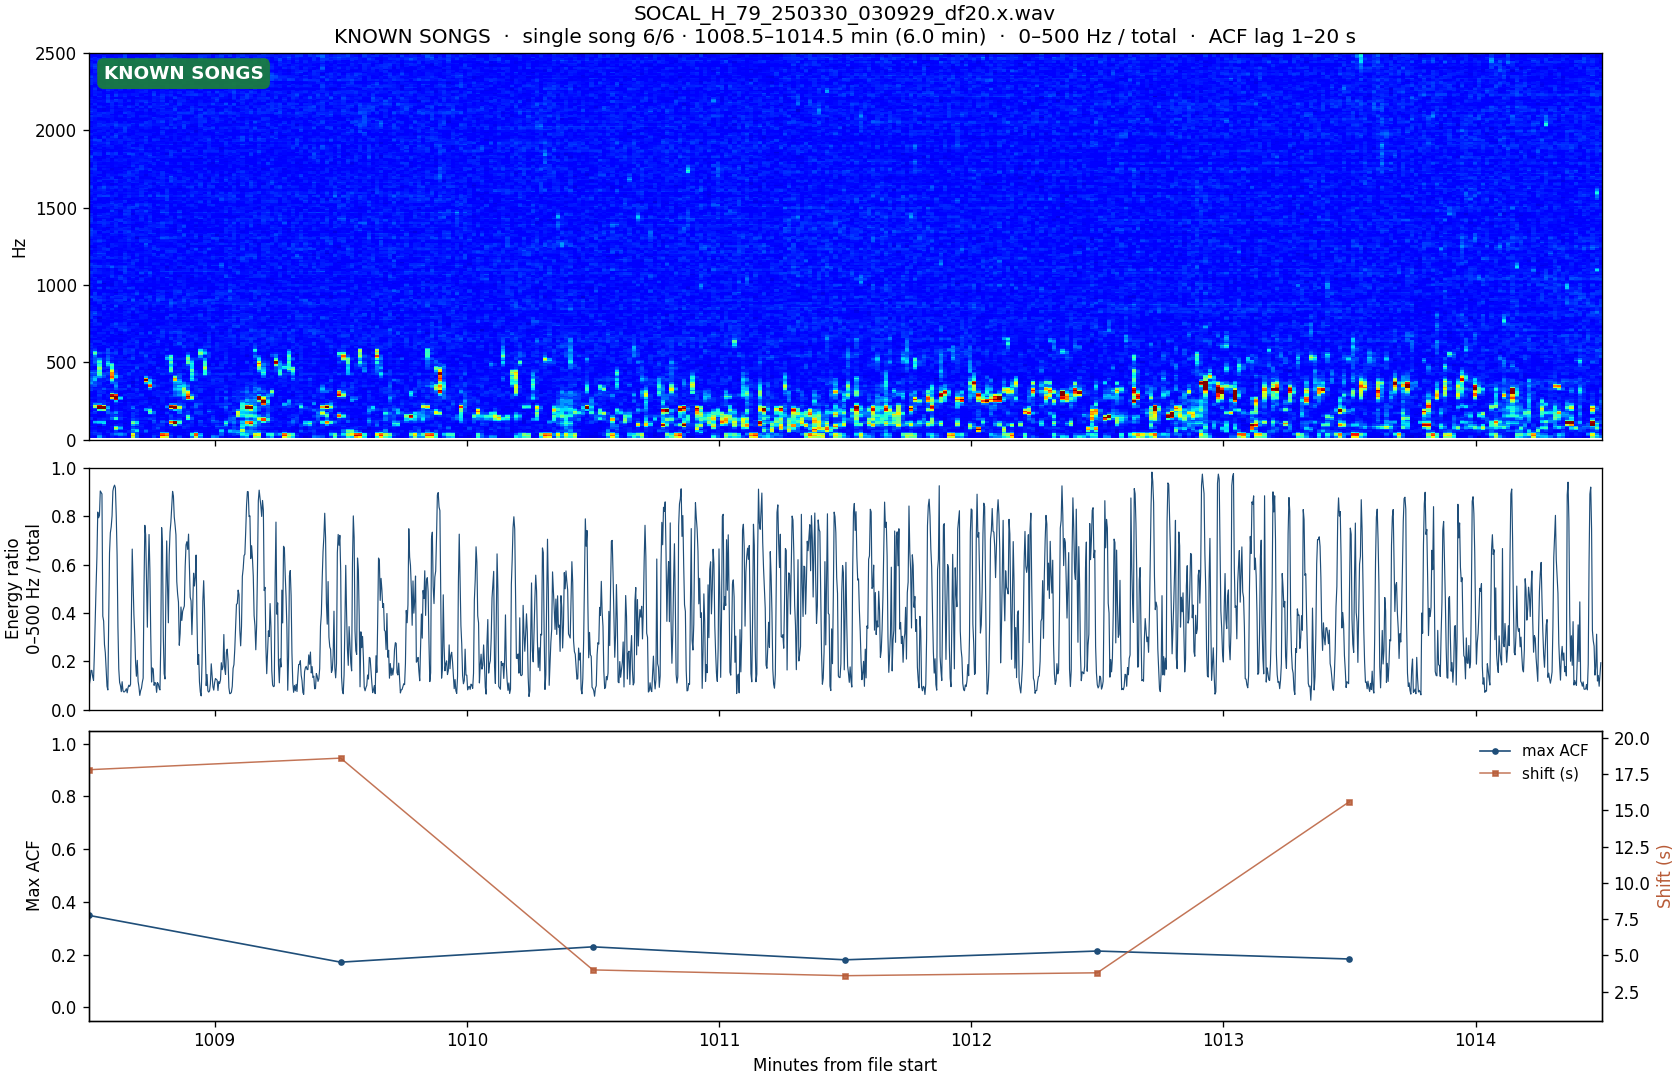 SOCAL_H_79_250330_030929_df20.x.wav
KNOWN SONGS · single song 6/6 · 1008.5–1014.5 min (6.0 min) · 0–500 Hz / total · ACF lag 1–20 s
KNOWN SONGS
2500
2000
1500
1000
500
0
Hz
1.0
0.8
0.6
0.4
0.2
0.0
Energy ratio
0–500 Hz / total
1.0
0.8
0.6
0.4
0.2
0.0
Max ACF
max ACF
shift (s)
20.0
17.5
15.0
12.5
10.0
7.5
5.0
2.5
Shift (s)
1009
1010
1011
1012
1013
1014
Minutes from file start